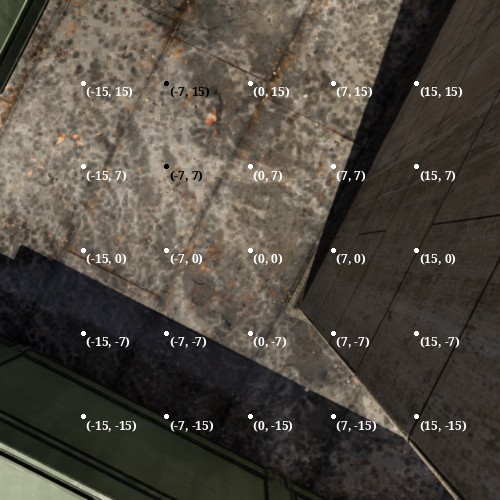 (-15, 15) (-7, 15) (0, 15) (7, 15) (15, 15)
(-15, 7) (-7, 7) (0, 7) (7, 7) (15, 7)
(-15, 0) (-7, 0) (0, 0) (7, 0) (15, 0)
(-15, -7) (-7, -7) (0, -7) (7, -7) (15, -7)
(-15, -15) (-7, -15) (0, -15) (7, -15) (15, -15)